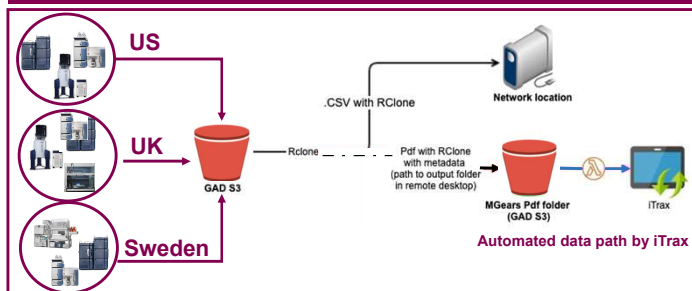 US
UK
Sweden
GAD S3
Rclone
.CSV with RClone
Network location
Pdf with RClone
with metadata
(path to output folder
in remote desktop)
MGears Pdf folder
(GAD S3)
λ
iTrax
Automated data path by iTrax